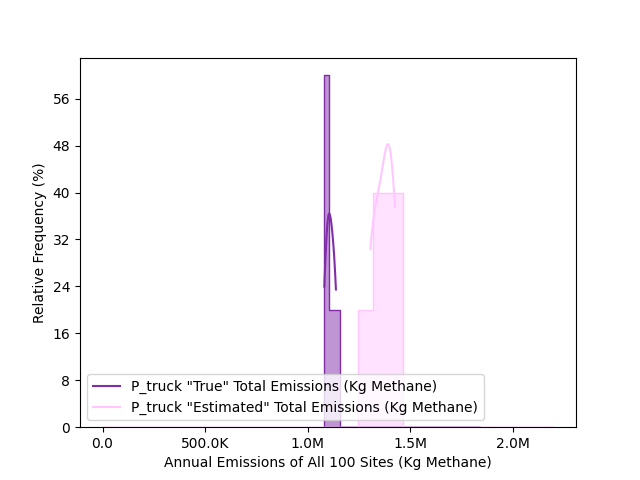 56
48
40
32
24
16
8
0
Relative Frequency (%)
P_truck "True" Total Emissions (Kg Methane)
P_truck "Estimated" Total Emissions (Kg Methane)
0.0 500.0K 1.0M 1.5M 2.0M
Annual Emissions of All 100 Sites (Kg Methane)